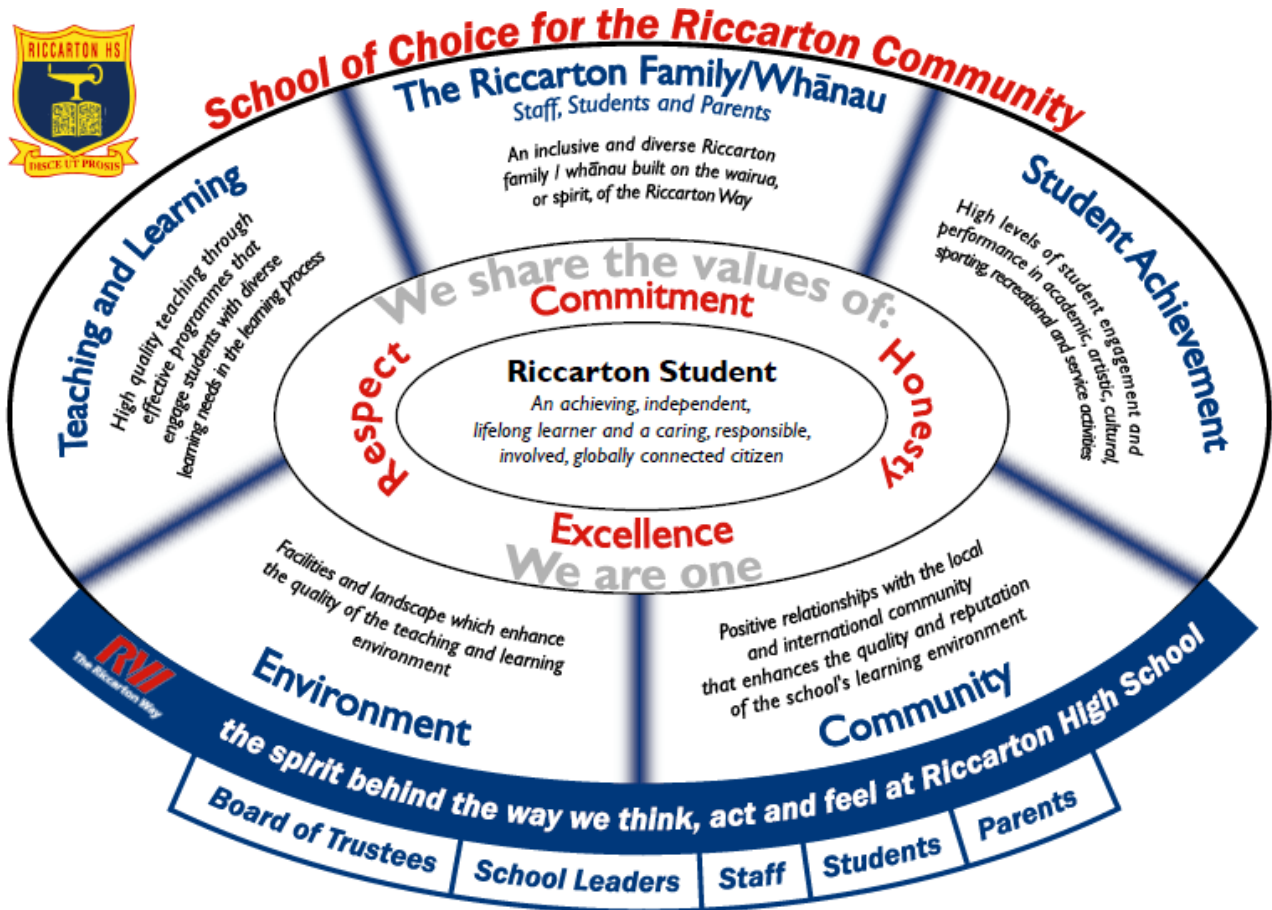 RICCARTON HS
DISCE UT PROSIS
School of Choice for the Riccarton Community
The Riccarton Family/Whānau
Staff, Students and Parents
An inclusive and diverse Riccarton
family / whānau built on the wairua,
or spirit, of the Riccarton Way
Teaching and Learning
High quality teaching through
effective programmes that
engage students with diverse
learning needs in the learning process
Student Achievement
High levels of student engagement and
performance in academic, artistic, cultural,
sporting, recreational and service activities
We share the values of:
Commitment
Respect
Honesty
Riccarton Student
An achieving, independent,
lifelong learner and a caring, responsible,
involved, globally connected citizen
Excellence
We are one
Facilities and landscape which enhance
the quality of the teaching and learning
environment
Environment
Positive relationships with the local
and international community
that enhances the quality and reputation
of the school's learning environment
Community
RW
The Riccarton Way
the spirit behind the way we think, act and feel at Riccarton High School
Board of Trustees
School Leaders
Staff
Students
Parents